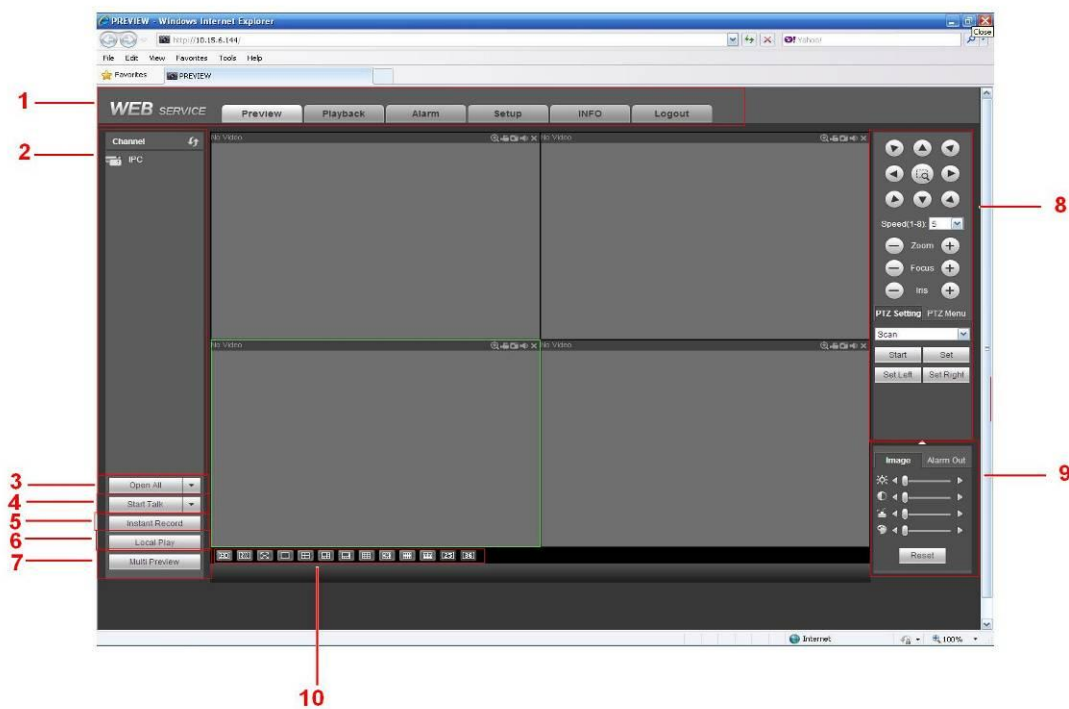 PREVIEW - Windows Internet Explorer
Close
http://10.15.6.144/
Yahoo!
File Edit View Favorites Tools Help
Favorites PREVIEW
1
WEB SERVICE Preview Playback Alarm Setup INFO Logout
2
Channel
IPC
No Video
No Video
8
Speed(1-8): 5
Zoom
Focus
Iris
PTZ Setting PTZ Menu
Scan
Start Set
Set Left Set Right
No Video
No Video
9
Image Alarm Out
Reset
3
Open All
4
Start Talk
5
Instant Record
6
Local Play
7
Multi Preview
25 36
Internet 100%
10